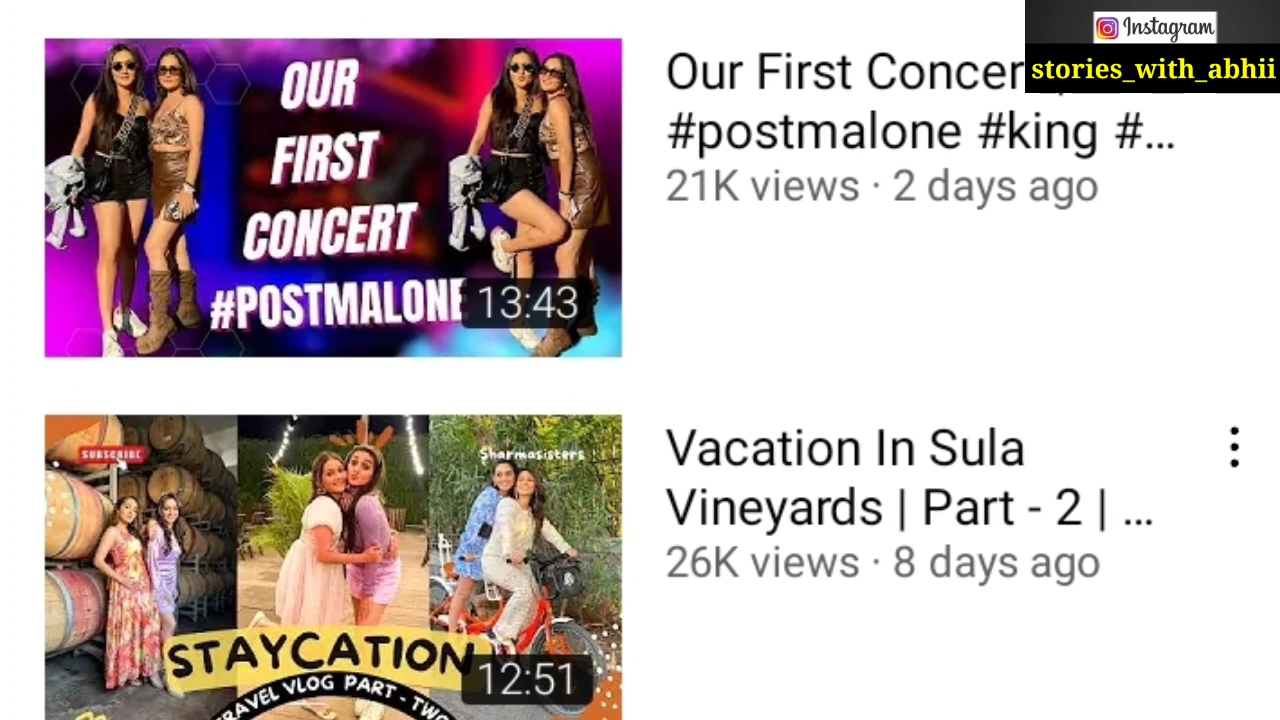 Instagram
stories_with_abhii
OUR
FIRST
CONCERT
#POSTMALONE
13:43
Our First Concer
#postmalone #king #...
21K views · 2 days ago
SUBSCRIBE
Sharmasisters
STAYCATION
TRAVEL VLOG PART - TWO
12:51
Vacation In Sula
Vineyards | Part - 2 | ...
26K views · 8 days ago